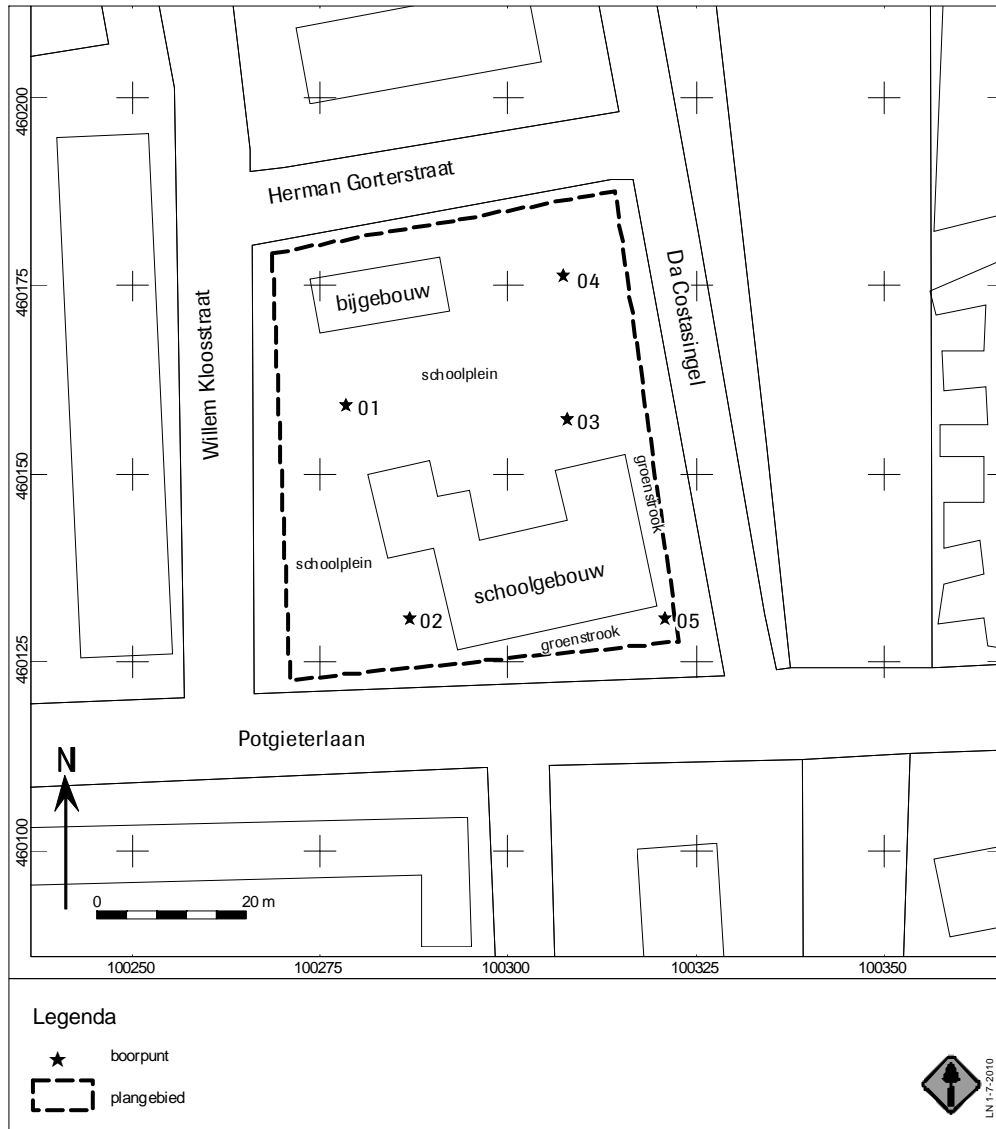 460200
Herman Gorterstraat
Da Costasingel
04
460175
bijgebouw
Willem Kloosstraat
schoolplein
01
03
460150
groenstrook
schoolplein
schoolgebouw
02
05
groenstrook
460125
Potgieterlaan
N
460100
0 20 m
100250 100275 100300 100325 100350
Legenda
boorpunt
plangebied
LN 1-7-2010